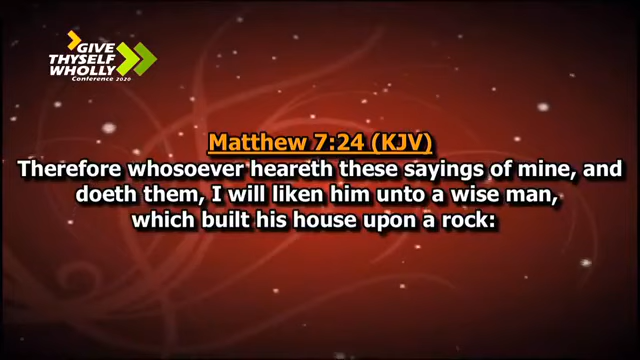 GIVE
THYSELF
WHOLLY
Conference 2020
Matthew 7:24 (KJV)
Therefore whosoever heareth these sayings of mine, and
doeth them, I will liken him unto a wise man,
which built his house upon a rock: